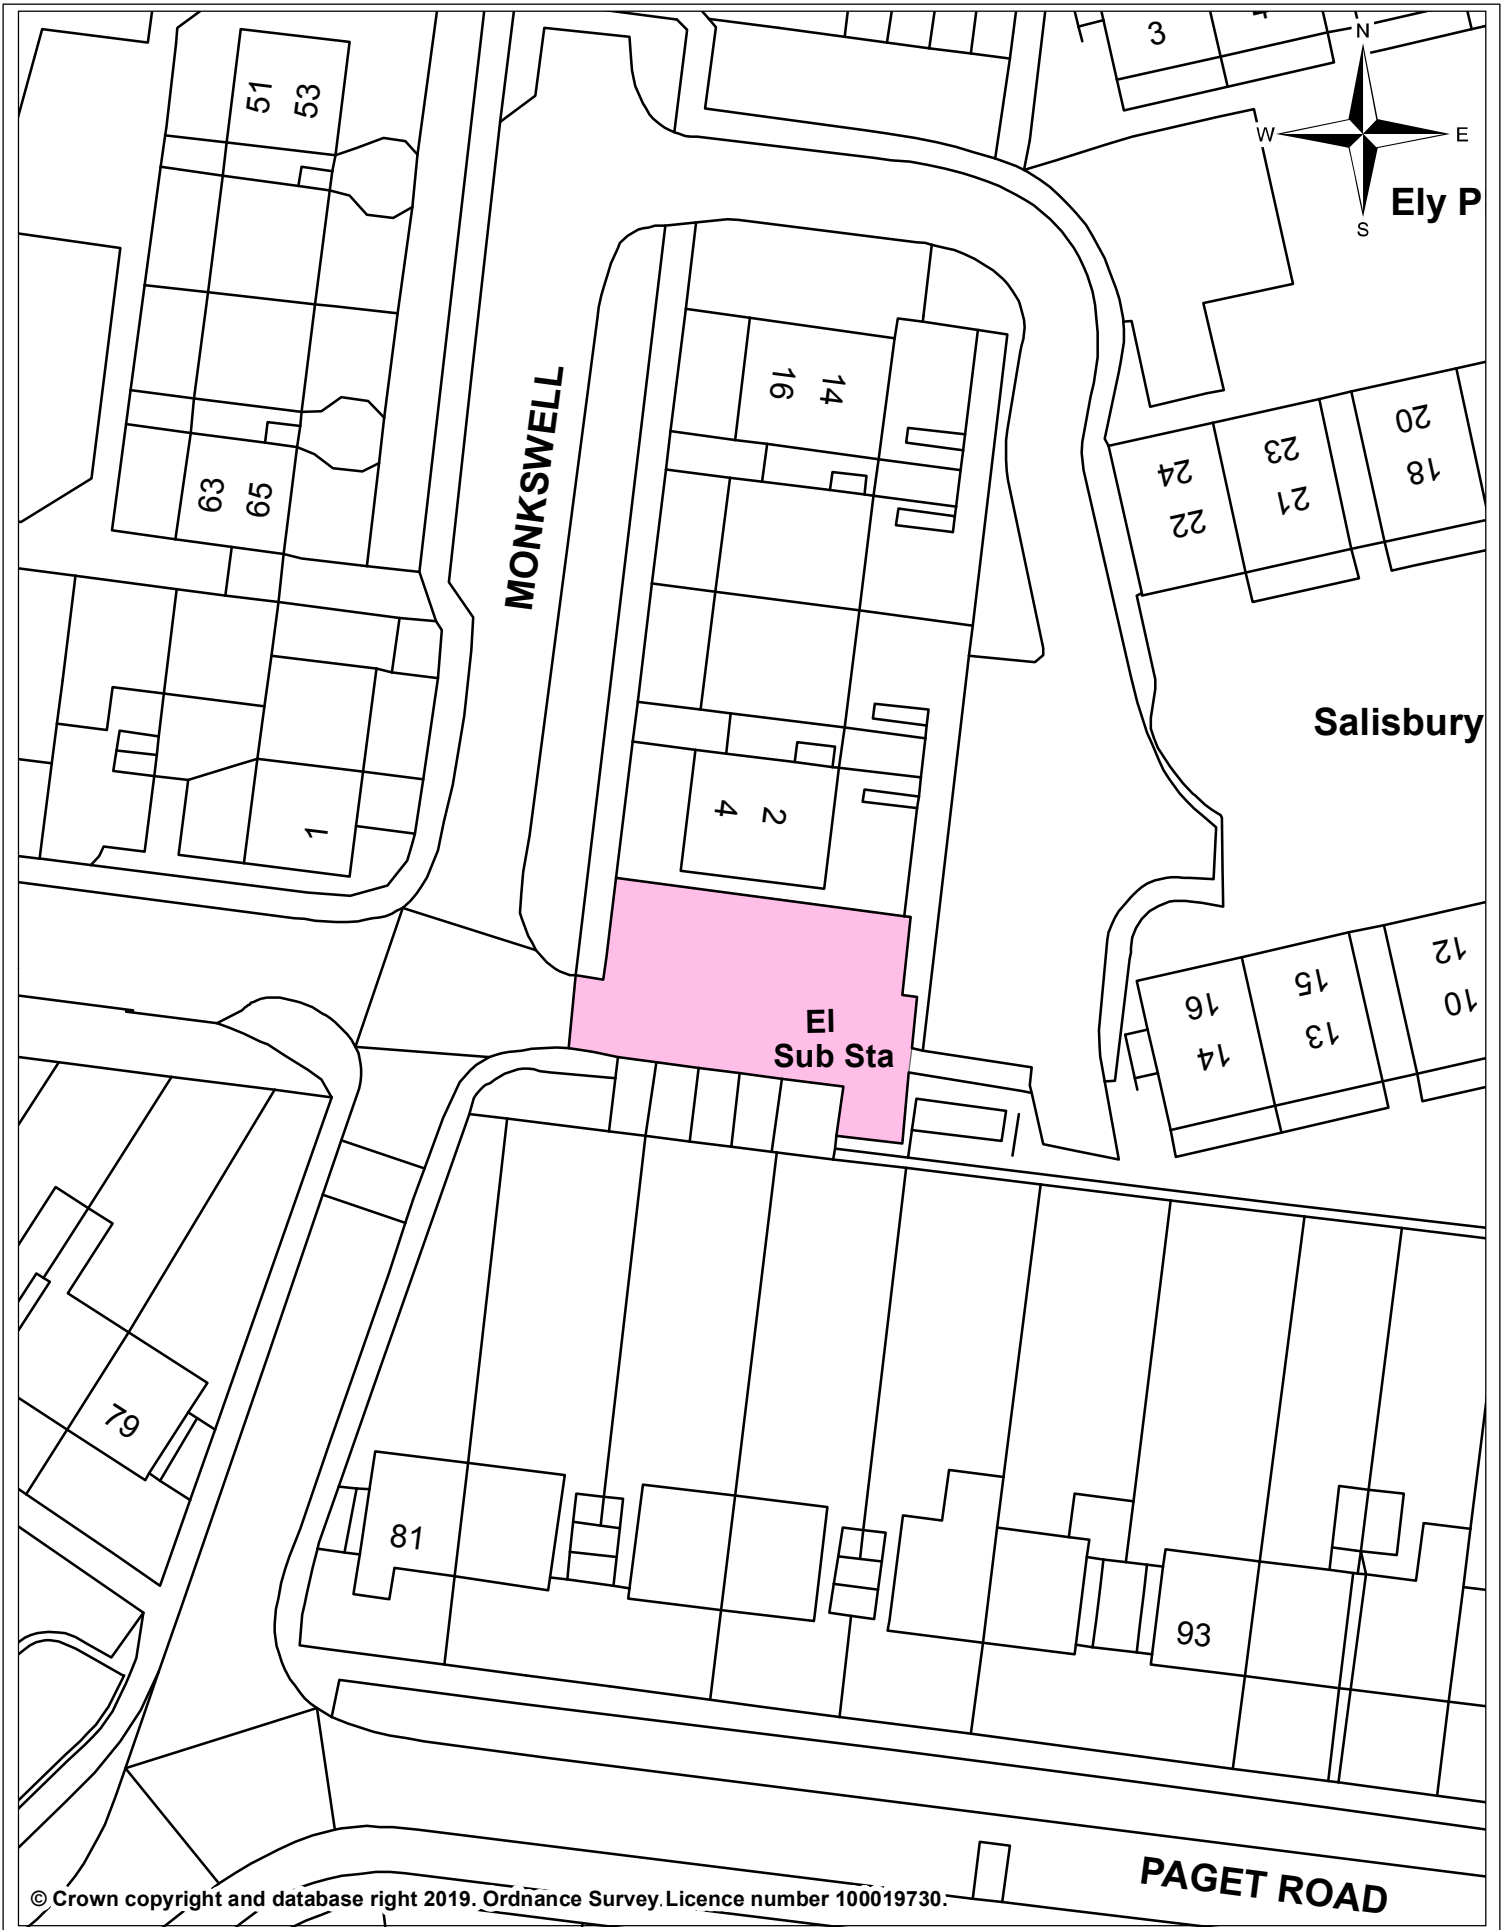 3
N
W E
S
51 53
Ely P
MONKSWELL
16 14
24 22
23 21
20 18
63 65
Salisbury
4 2
1
El
Sub Sta
16 14
15 13
12 10
79
81
93
PAGET ROAD
© Crown copyright and database right 2019. Ordnance Survey Licence number 100019730.